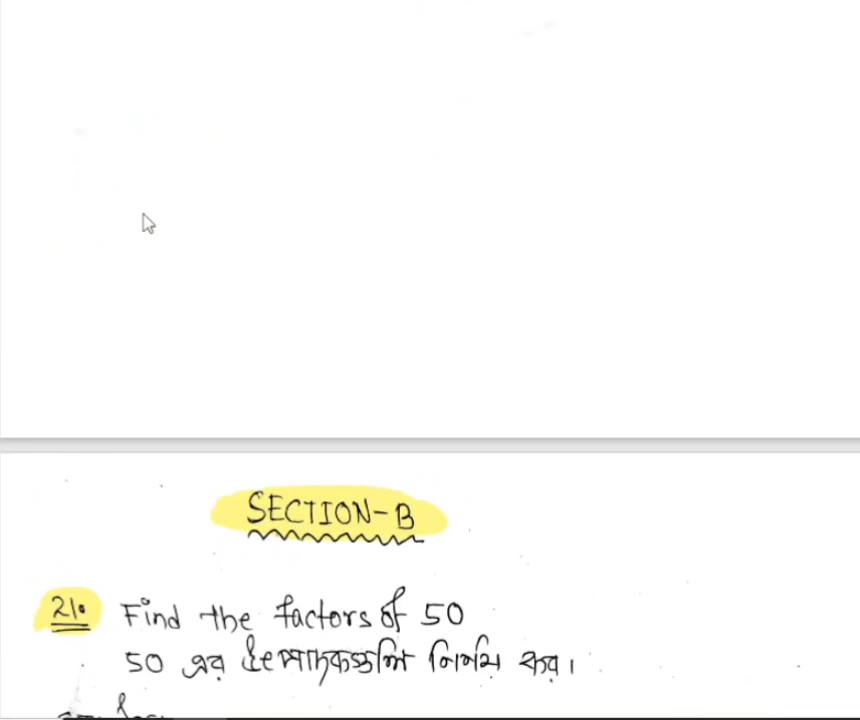 SECTION-B
21. Find the factors of 50
50 এর উৎপাদকগুলি নির্ণয় কর।